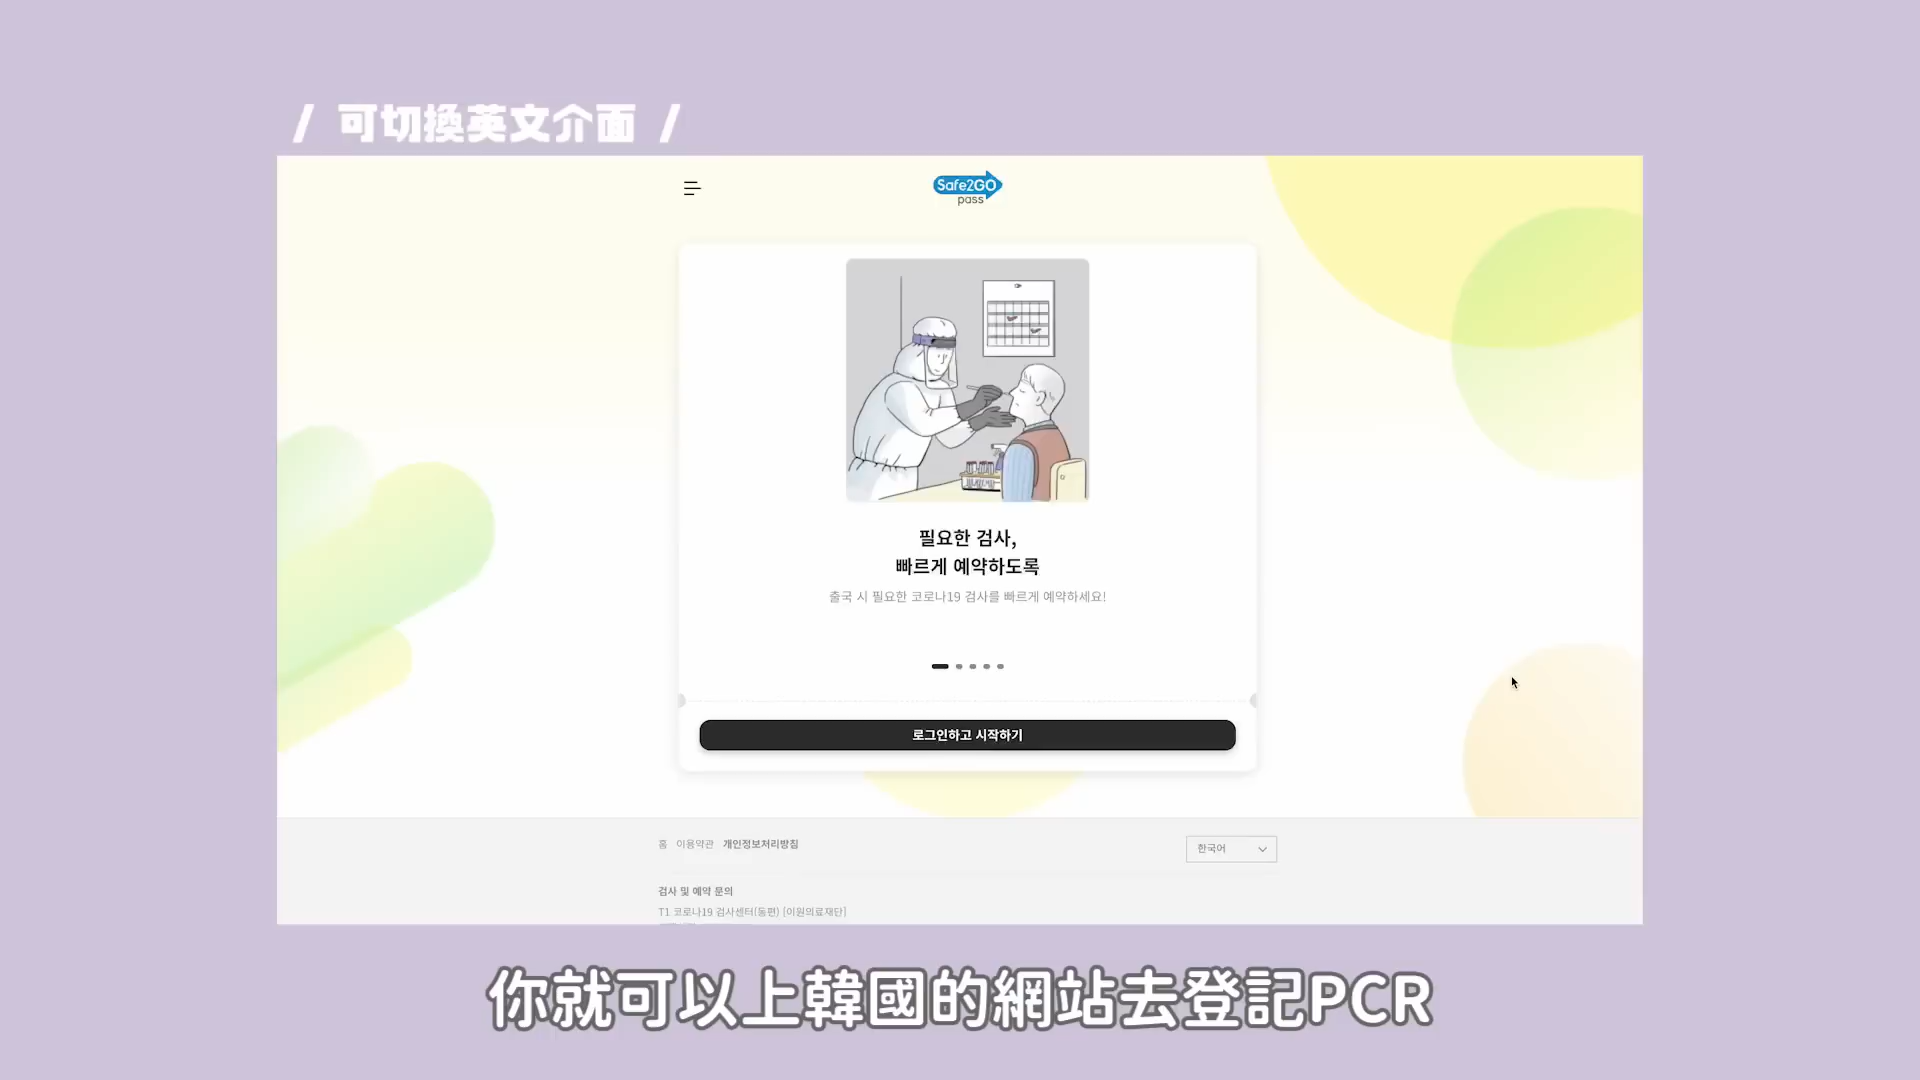 / 可切換英文介面 /
Safe2GO
pass
필요한 검사,
빠르게 예약하도록
출국 시 필요한 코로나19 검사를 빠르게 예약하세요!
로그인하고 시작하기
홈 이용약관 개인정보처리방침
한국어
검사 및 예약 문의
T1 코로나19 검사센터(동편) [이원의료재단]
你就可以上韓國的網站去登記PCR